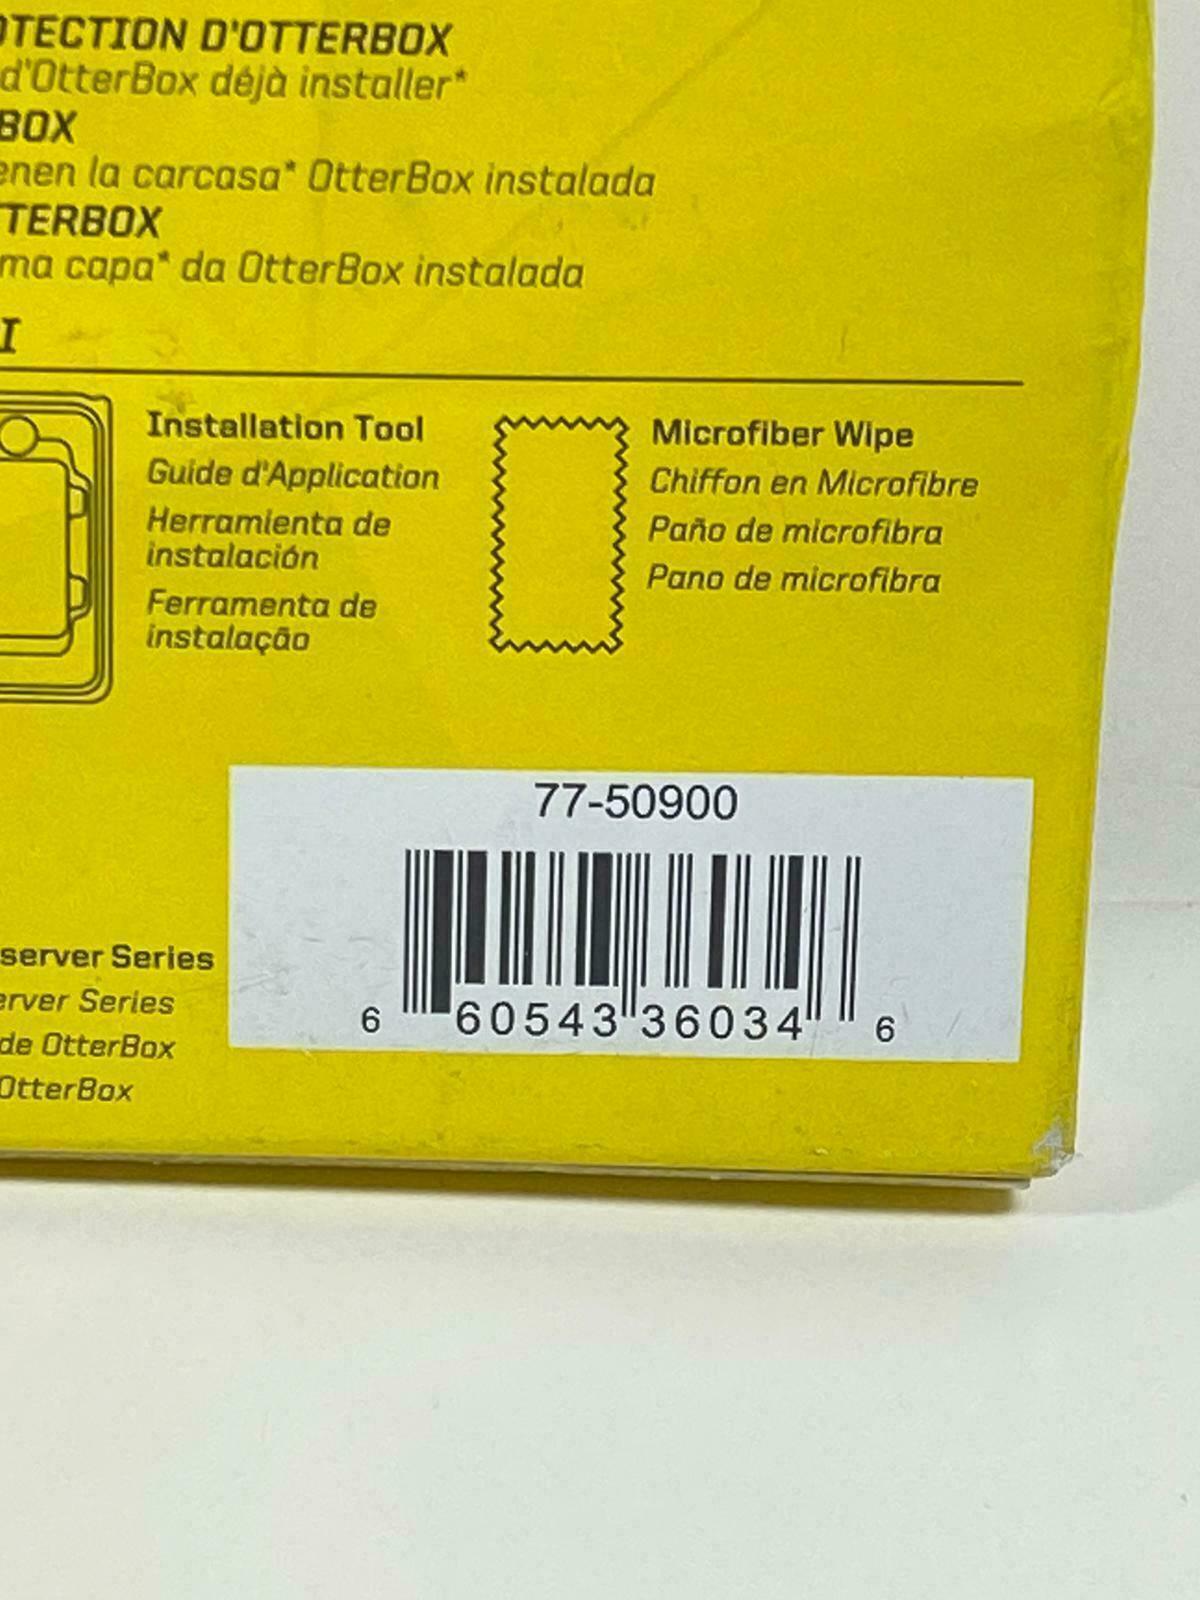 OTECTION D'OTTERBOX
d'OtterBox déjà installer*
BOX
enen la carcasa* OtterBox instalada
TTERBOX
ma capa* da OtterBox instalada
I
Installation Tool
Guide d'Application
Herramienta de
instalación
Ferramenta de
instalação
Microfiber Wipe
Chiffon en Microfibre
Paño de microfibra
Pano de microfibra
77-50900
6 60543 36034 6
server Series
erver Series
de OtterBox
OtterBox